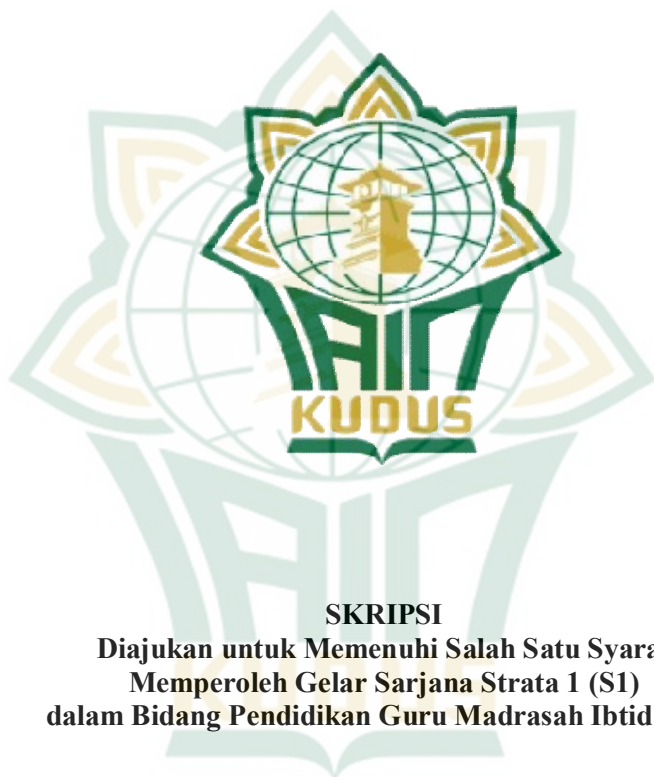 IAIN
KUDUS
SKRIPSI
Diajukan untuk Memenuhi Salah Satu Syara
Memperoleh Gelar Sarjana Strata 1 (S1)
dalam Bidang Pendidikan Guru Madrasah Ibtid